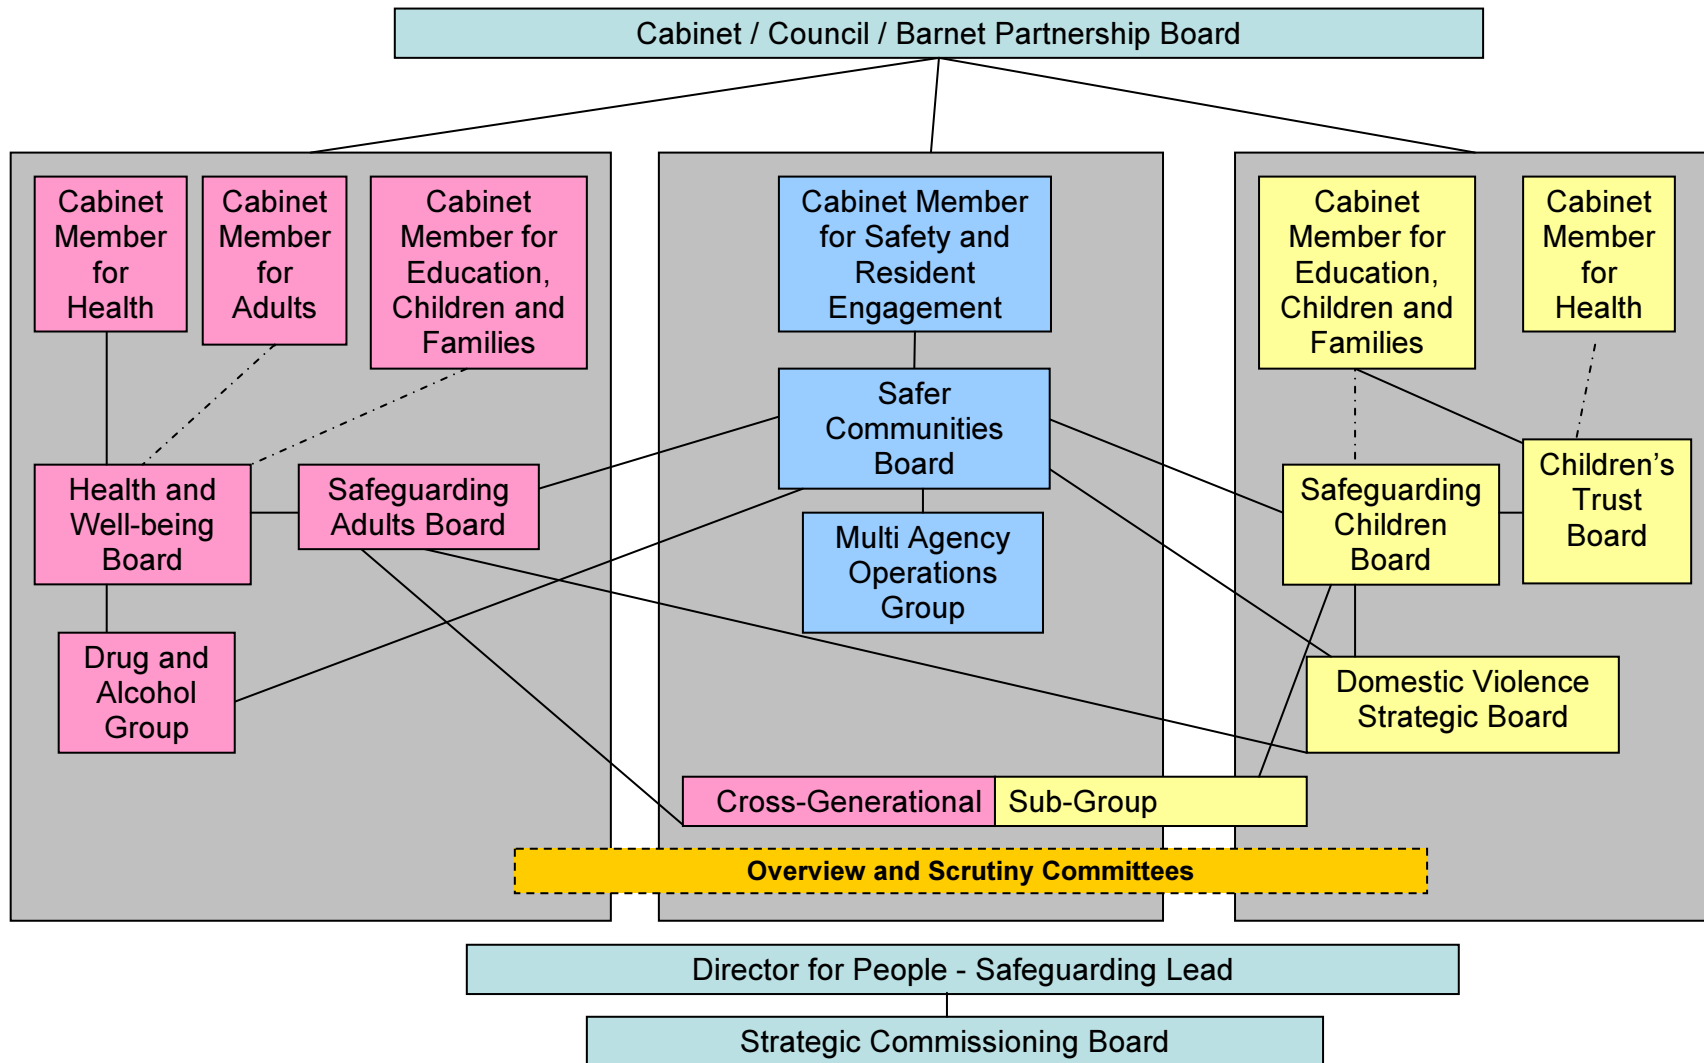 Cabinet / Council / Barnet Partnership Board
Cabinet
Member
for
Health
Cabinet
Member
for
Adults
Cabinet
Member for
Education,
Children and
Families
Cabinet Member
for Safety and
Resident
Engagement
Cabinet
Member for
Education,
Children and
Families
Cabinet
Member
for
Health
Safer
Communities
Board
Health and
Well-being
Board
Safeguarding
Adults Board
Multi Agency
Operations
Group
Safeguarding
Children
Board
Children’s
Trust
Board
Drug and
Alcohol
Group
Domestic Violence
Strategic Board
Cross-Generational Sub-Group
Overview and Scrutiny Committees
Director for People - Safeguarding Lead
Strategic Commissioning Board